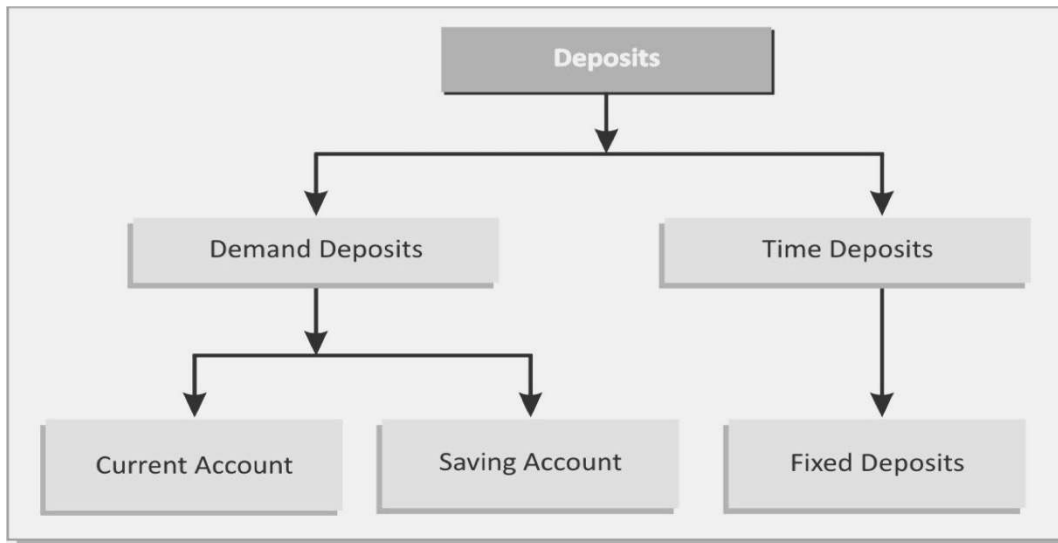 Deposits
Demand Deposits
Time Deposits
Current Account
Saving Account
Fixed Deposits